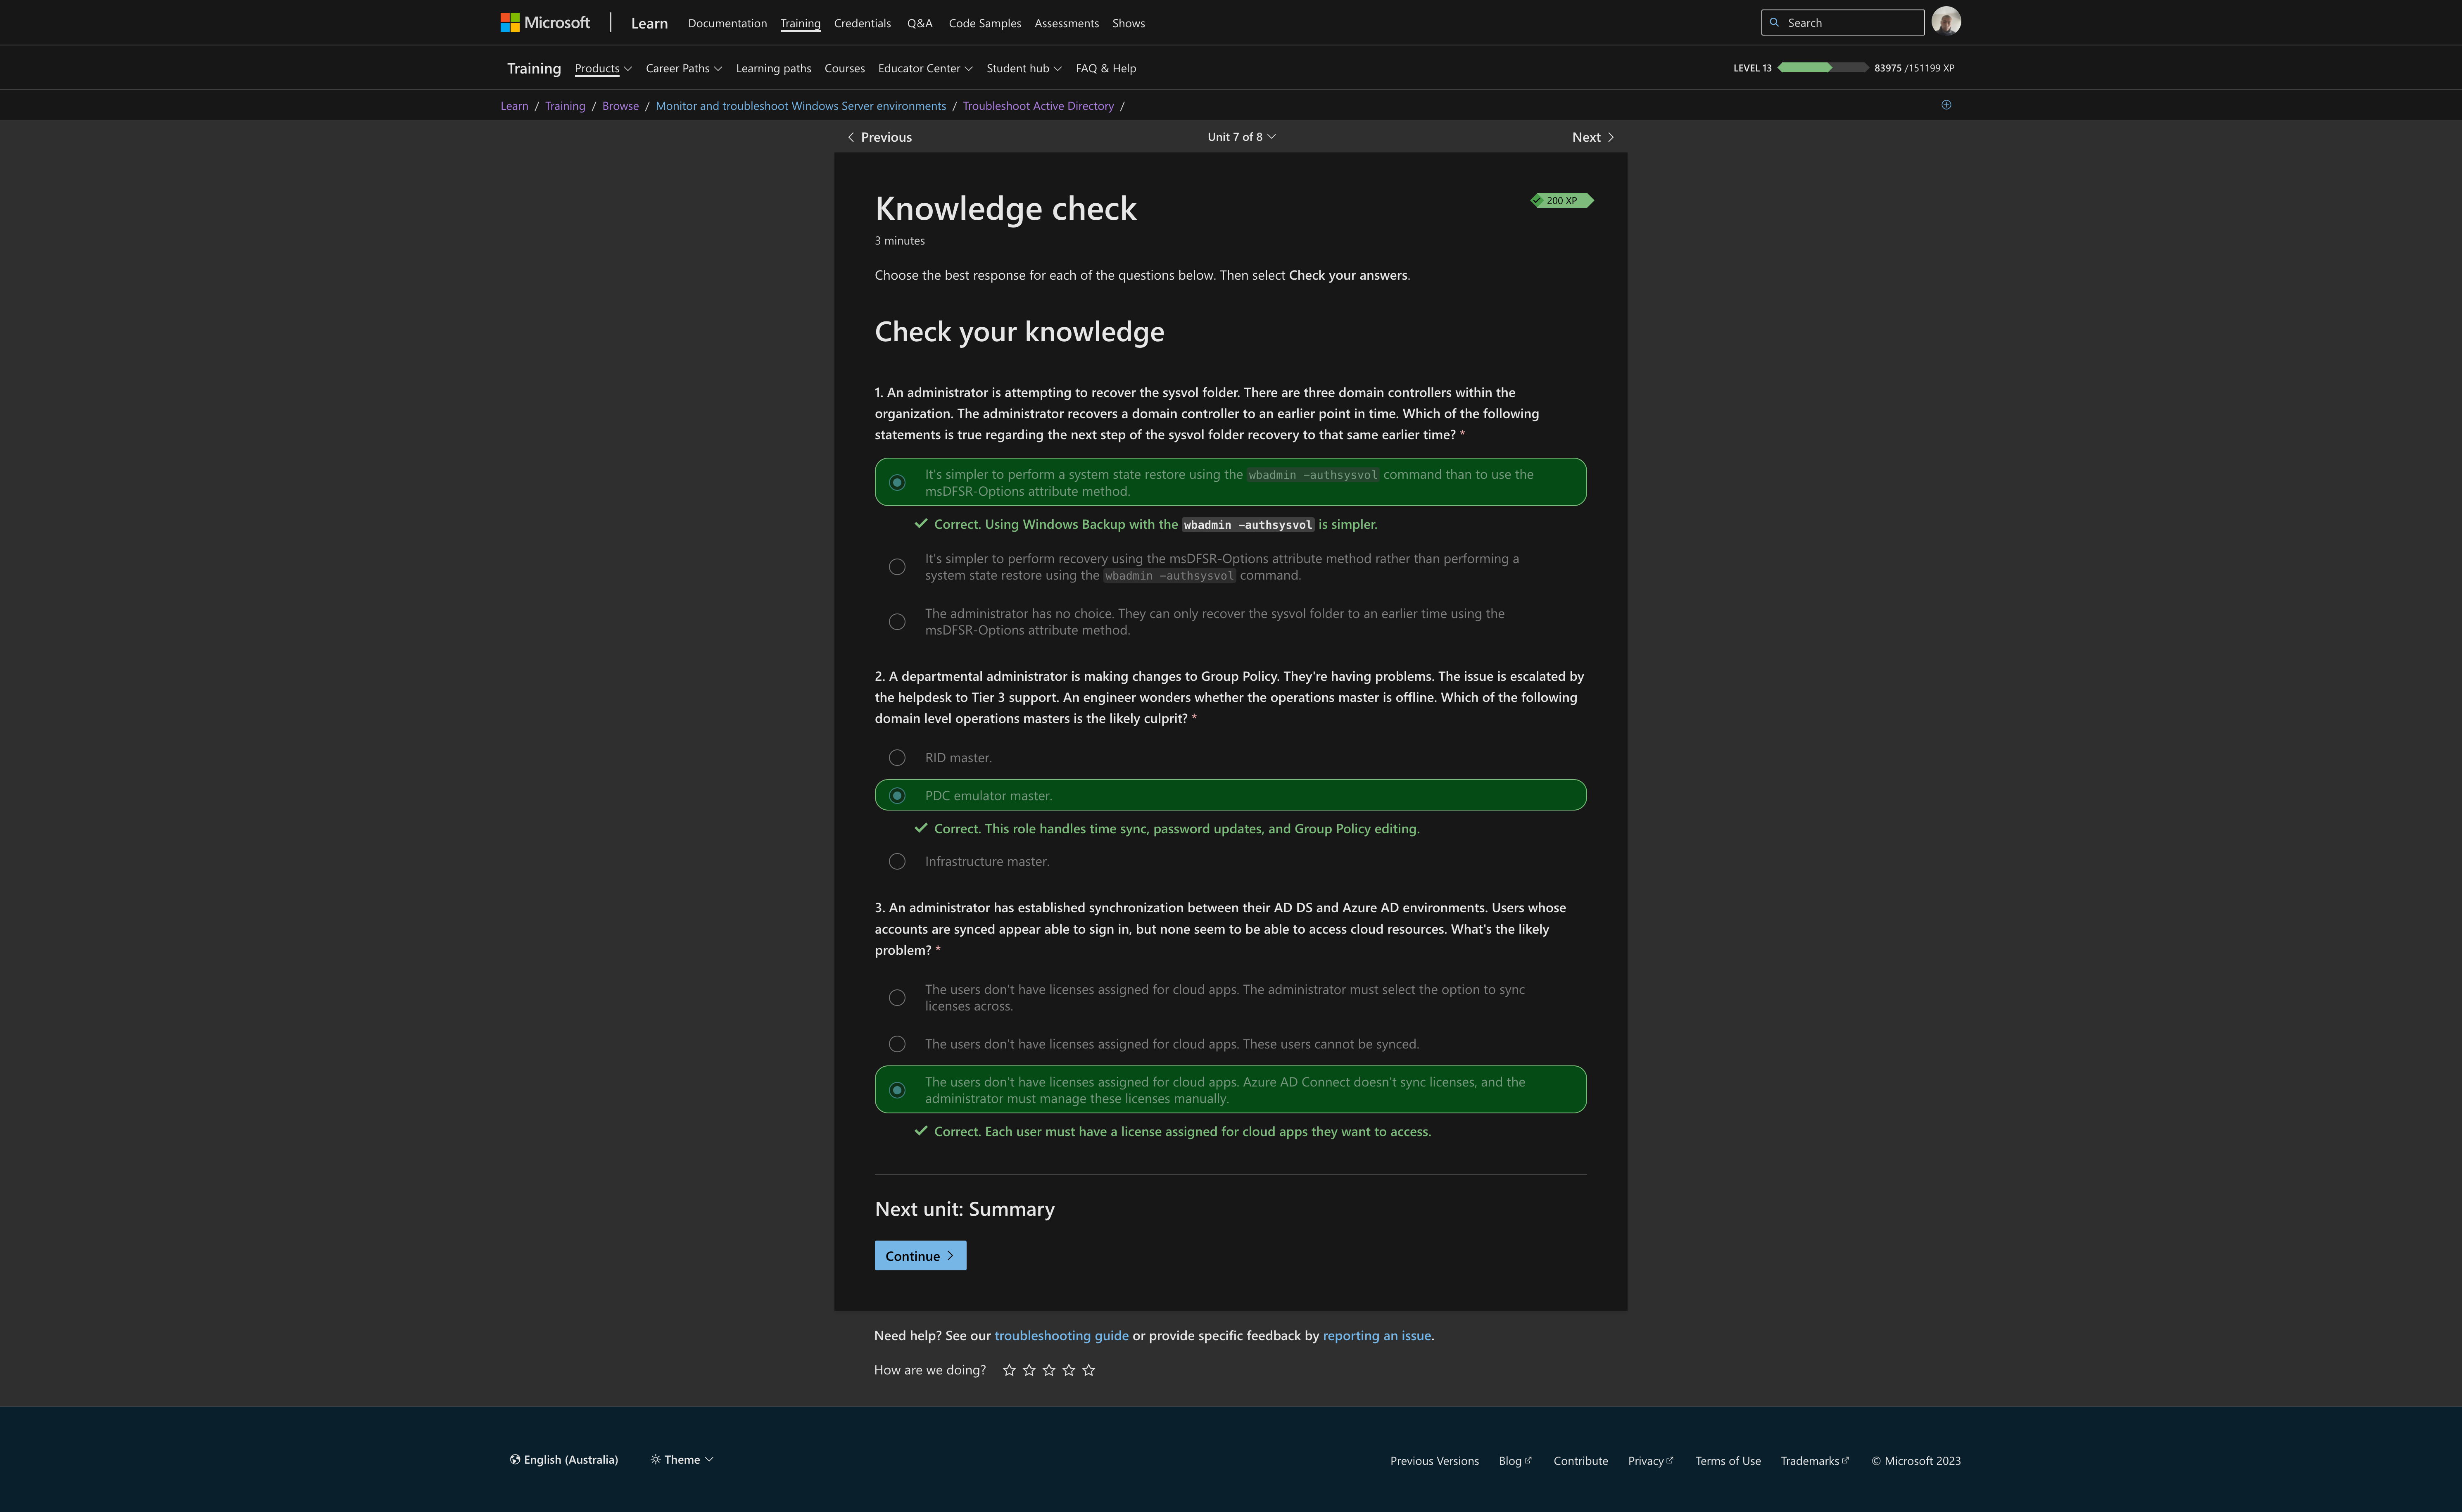 Microsoft
Learn
Documentation
Training
Credentials
Q&A
Code Samples
Assessments
Shows
Search
Training
Products
Career Paths
Learning paths
Courses
Educator Center
Student hub
FAQ & Help
LEVEL 13
83975 /151199 XP
Learn / Training / Browse / Monitor and troubleshoot Windows Server environments / Troubleshoot Active Directory /
Previous
Unit 7 of 8
Next
Knowledge check
200 XP
3 minutes
Choose the best response for each of the questions below. Then select Check your answers.
Check your knowledge
1. An administrator is attempting to recover the sysvol folder. There are three domain controllers within the
organization. The administrator recovers a domain controller to an earlier point in time. Which of the following
statements is true regarding the next step of the sysvol folder recovery to that same earlier time? *
It's simpler to perform a system state restore using the wbadmin -authsysvol command than to use the
msDFSR-Options attribute method.
Correct. Using Windows Backup with the wbadmin -authsysvol is simpler.
It's simpler to perform recovery using the msDFSR-Options attribute method rather than performing a
system state restore using the wbadmin -authsysvol command.
The administrator has no choice. They can only recover the sysvol folder to an earlier time using the
msDFSR-Options attribute method.
2. A departmental administrator is making changes to Group Policy. They're having problems. The issue is escalated by
the helpdesk to Tier 3 support. An engineer wonders whether the operations master is offline. Which of the following
domain level operations masters is the likely culprit? *
RID master.
PDC emulator master.
Correct. This role handles time sync, password updates, and Group Policy editing.
Infrastructure master.
3. An administrator has established synchronization between their AD DS and Azure AD environments. Users whose
accounts are synced appear able to sign in, but none seem to be able to access cloud resources. What's the likely
problem? *
The users don't have licenses assigned for cloud apps. The administrator must select the option to sync
licenses across.
The users don't have licenses assigned for cloud apps. These users cannot be synced.
The users don't have licenses assigned for cloud apps. Azure AD Connect doesn't sync licenses, and the
administrator must manage these licenses manually.
Correct. Each user must have a license assigned for cloud apps they want to access.
Next unit: Summary
Continue
Need help? See our troubleshooting guide or provide specific feedback by reporting an issue.
How are we doing?
English (Australia)
Theme
Previous Versions
Blog
Contribute
Privacy
Terms of Use
Trademarks
© Microsoft 2023